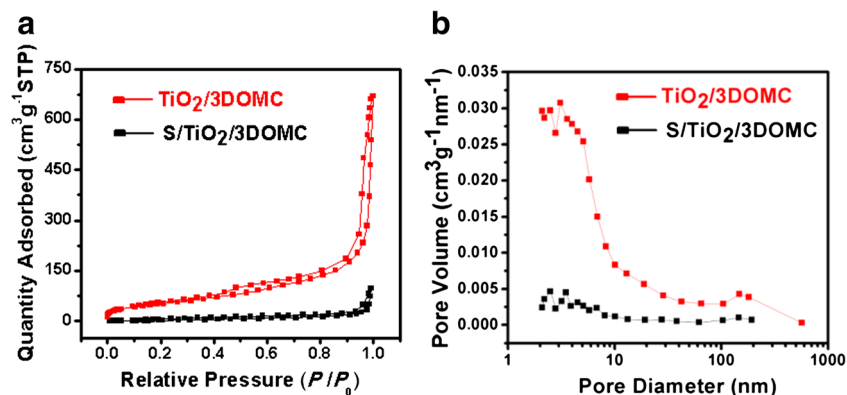 a
Quantity Adsorbed (cm³g⁻¹STP)
750
600
450
300
150
0
TiO₂/3DOMC
S/TiO₂/3DOMC
0.0 0.2 0.4 0.6 0.8 1.0
Relative Pressure (P/P₀)
b
Pore Volume (cm³g⁻¹nm⁻¹)
0.035
0.030
0.025
0.020
0.015
0.010
0.005
0.000
TiO₂/3DOMC
S/TiO₂/3DOMC
1 10 100 1000
Pore Diameter (nm)